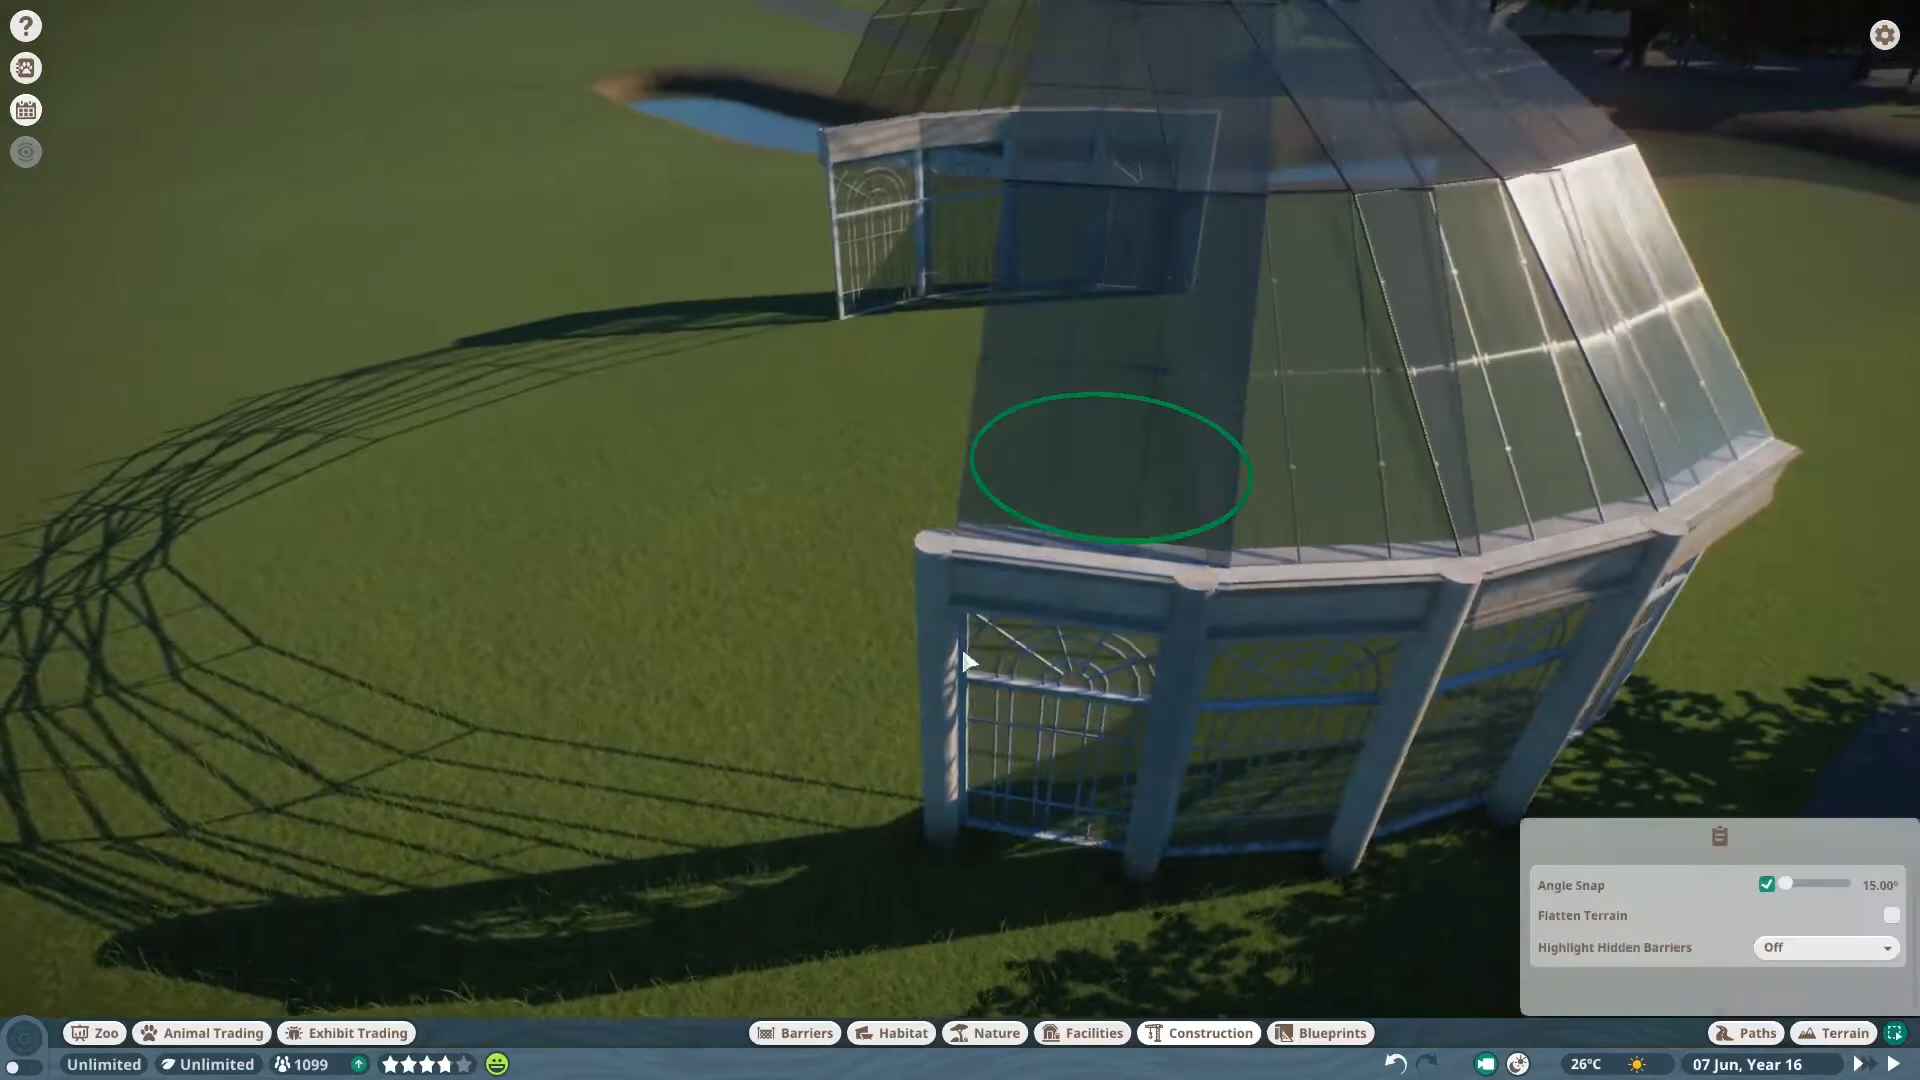 ?
Angle Snap 15.00°
Flatten Terrain
Highlight Hidden Barriers Off
Zoo Animal Trading Exhibit Trading Barriers Habitat Nature Facilities Construction Blueprints Paths Terrain
Unlimited Unlimited 1099 26°C 07 Jun, Year 16